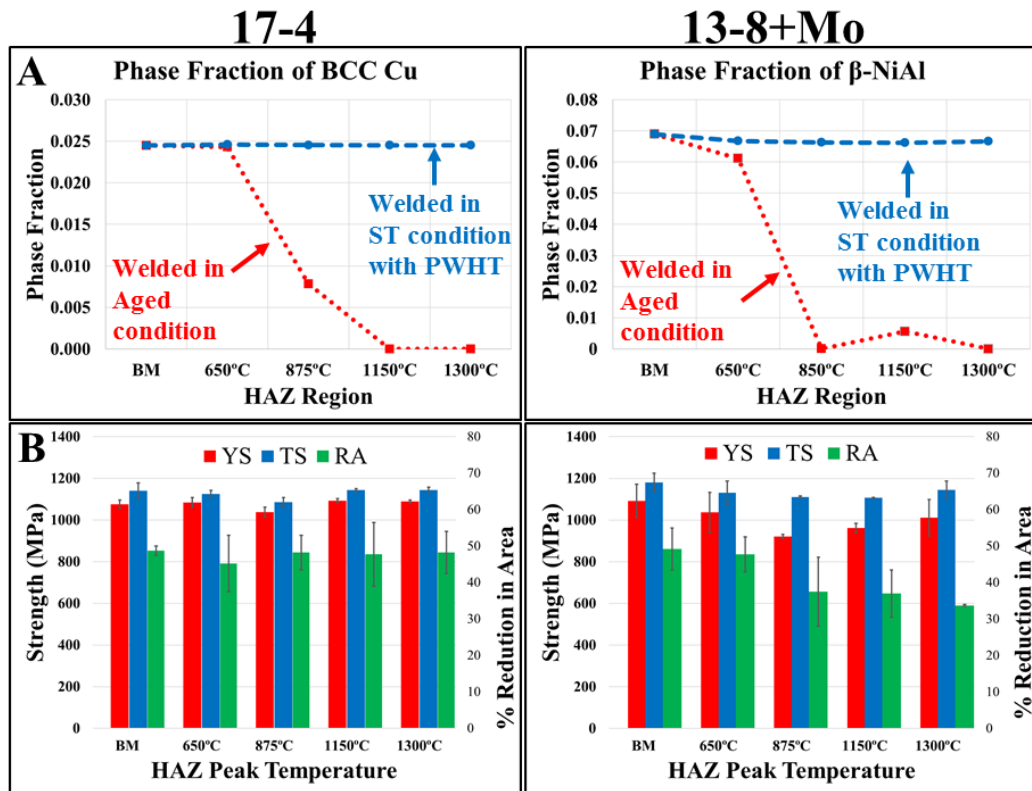 17-4
13-8+Mo
A
Phase Fraction of BCC Cu
Phase Fraction
0.030
0.025
0.020
0.015
0.010
0.005
0.000
Welded in
ST condition
with PWHT
Welded in
Aged
condition
BM 650ºC 875ºC 1150ºC 1300ºC
HAZ Region
Phase Fraction of β-NiAl
Phase Fraction
0.08
0.07
0.06
0.05
0.04
0.03
0.02
0.01
0
Welded in
ST condition
with PWHT
Welded in
Aged
condition
BM 650ºC 850ºC 1150ºC 1300ºC
HAZ Region
B
YS TS RA
Strength (MPa)
1400
1200
1000
800
600
400
200
0
80
70
60
50
40
30
20
10
0
% Redution in Area
BM 650ºC 875ºC 1150ºC 1300ºC
HAZ Peak Temperature
YS TS RA
Strength (MPa)
1400
1200
1000
800
600
400
200
0
80
70
60
50
40
30
20
10
0
% Reduction in Area
BM 650ºC 875ºC 1150ºC 1300ºC
HAZ Peak Temperature